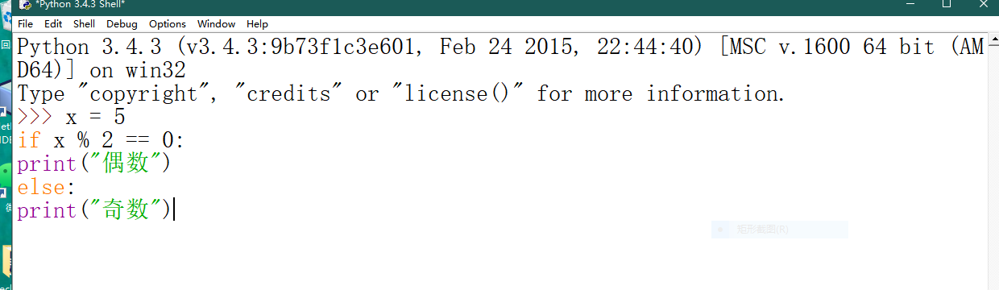 *Python 3.4.3 Shell*
File Edit Shell Debug Options Window Help
Python 3.4.3 (v3.4.3:9b73f1c3e601, Feb 24 2015, 22:44:40) [MSC v.1600 64 bit (AM
D64)] on win32
Type "copyright", "credits" or "license()" for more information.
>>> x = 5
if x % 2 == 0:
print("偶数")
else:
print("奇数")
矩形截图(R)